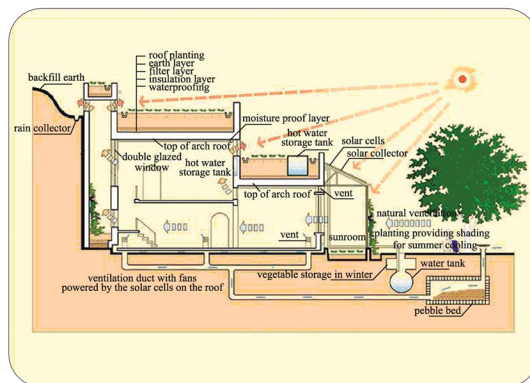 roof planting
earth layer
filter layer
insulation layer
waterproofing
backfill earth
rain collector
moisture proof layer
top of arch roof
hot water
storage tank
double glazed
window
hot water
storage tank
solar cells
solar collector
top of arch roof
vent
natural
planting providing shading
for summer cooling
vent
sunroom
ventilation duct with fans
powered by the solar cells on the roof
vegetable storage in winter
water tank
pebble bed